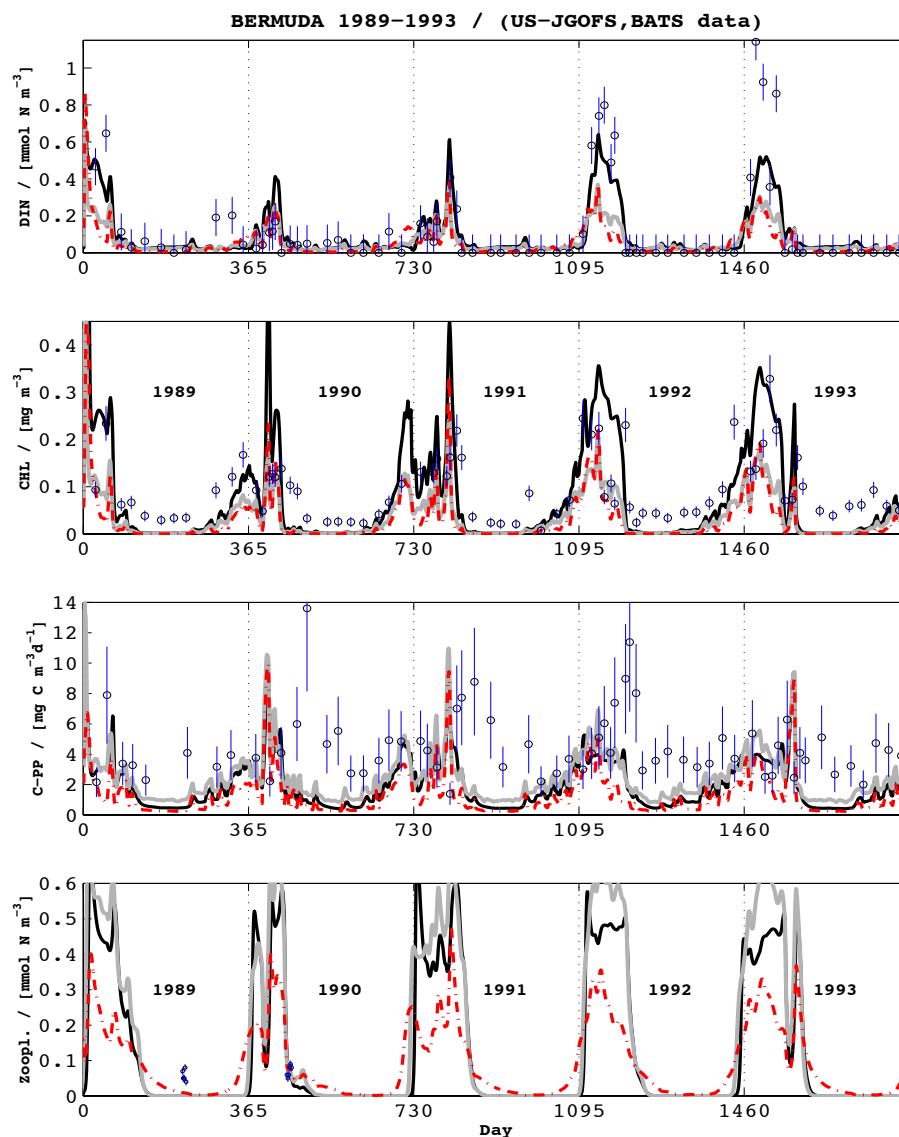 BERMUDA 1989−1993 / (US−JGOFS,BATS data)
DIN / [mmol N m−3]
1
0.8
0.6
0.4
0.2
0
0 365 730 1095 1460
CHL / [mg m−3]
0.4
0.3
0.2
0.1
0
1989 1990 1991 1992 1993
0 365 730 1095 1460
C−PP / [mg C m−3d−1]
14
12
10
8
6
4
2
0
0 365 730 1095 1460
Zoopl. / [mmol N m−3]
0.6
0.5
0.4
0.3
0.2
0.1
0
1989 1990 1991 1992 1993
0 365 730 1095 1460
Day